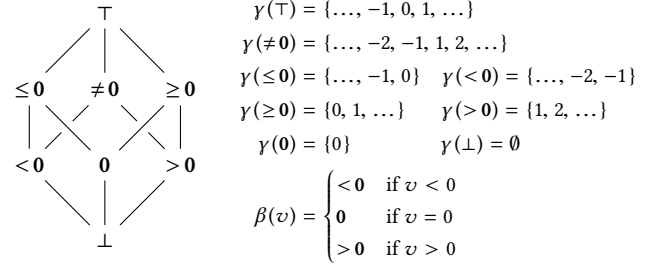 ⊤
≤0 ≠0 ≥0
<0 0 >0
⊥
γ(⊤) = {…, −1, 0, 1, …}
γ(≠0) = {…, −2, −1, 1, 2, …}
γ(≤0) = {…, −1, 0} γ(<0) = {…, −2, −1}
γ(≥0) = {0, 1, …} γ(>0) = {1, 2, …}
γ(0) = {0} γ(⊥) = ∅
β(v) = { <0 if v < 0
0 if v = 0
>0 if v > 0